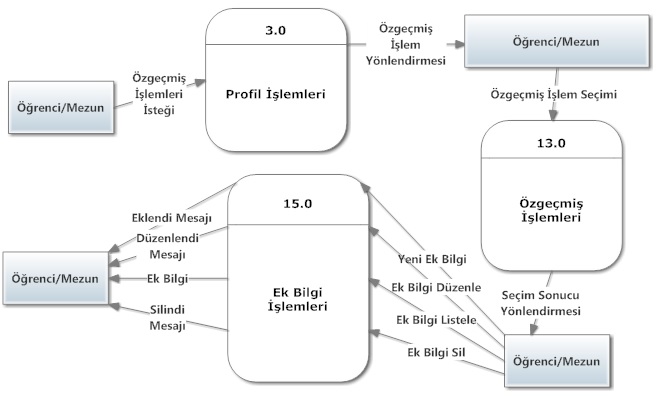 Öğrenci/Mezun
Özgeçmiş
İşlemleri
İsteği
3.0
Profil İşlemleri
Özgeçmiş
İşlem
Yönlendirmesi
Öğrenci/Mezun
Özgeçmiş İşlem Seçimi
13.0
Özgeçmiş
İşlemleri
Seçim Sonucu
Yönlendirmesi
Öğrenci/Mezun
Yeni Ek Bilgi
Ek Bilgi Düzenle
Ek Bilgi Listele
Ek Bilgi Sil
15.0
Ek Bilgi
İşlemleri
Eklendi Mesajı
Düzenlendi
Mesajı
Ek Bilgi
Silindi
Mesajı
Öğrenci/Mezun